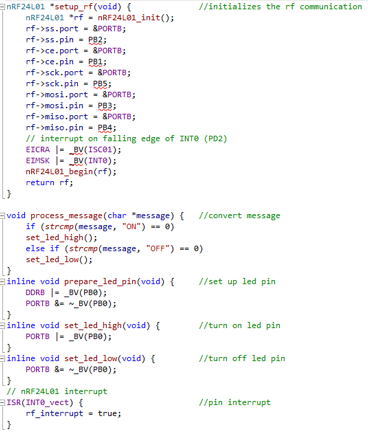 nRF24L01 *setup_rf(void) { //initializes the rf communication
nRF24L01 *rf = nRF24L01_init();
rf->ss.port = &PORTB;
rf->ss.pin = PB2;
rf->ce.port = &PORTB;
rf->ce.pin = PB1;
rf->sck.port = &PORTB;
rf->sck.pin = PB5;
rf->mosi.port = &PORTB;
rf->mosi.pin = PB3;
rf->miso.port = &PORTB;
rf->miso.pin = PB4;
// interrupt on falling edge of INT0 (PD2)
EICRA |= _BV(ISC01);
EIMSK |= _BV(INT0);
nRF24L01_begin(rf);
return rf;
}
void process_message(char *message) { //convert message
if (strcmp(message, "ON") == 0)
set_led_high();
else if (strcmp(message, "OFF") == 0)
set_led_low();
}
inline void prepare_led_pin(void) { //set up led pin
DDRB |= _BV(PB0);
PORTB &= ~_BV(PB0);
}
inline void set_led_high(void) { //turn on led pin
PORTB |= _BV(PB0);
}
inline void set_led_low(void) { //turn off led pin
PORTB &= ~_BV(PB0);
}
// nRF24L01 interrupt
ISR(INT0_vect) { //pin interrupt
rf_interrupt = true;
}